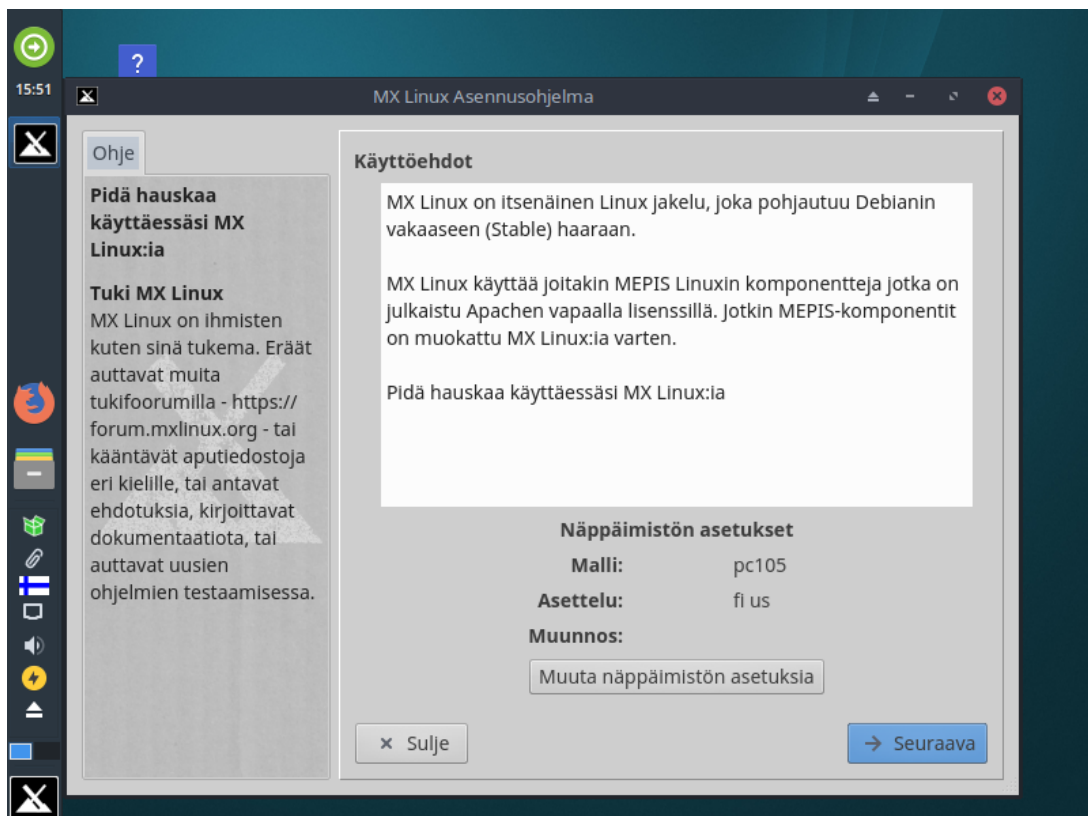 ?
15:51
MX Linux Asennusohjelma
Ohje
Pidä hauskaa
käyttäessäsi MX
Linux:ia
Tuki MX Linux
MX Linux on ihmisten
kuten sinä tukema. Eräät
auttavat muita
tukifoorumilla - https://
forum.mxlinux.org - tai
kääntävät aputiedostoja
eri kielille, tai antavat
ehdotuksia, kirjoittavat
dokumentaatiota, tai
auttavat uusien
ohjelmien testaamisessa.
Käyttöehdot
MX Linux on itsenäinen Linux jakelu, joka pohjautuu Debianin
vakaaseen (Stable) haaraan.
MX Linux käyttää joitakin MEPIS Linuxin komponentteja jotka on
julkaistu Apachen vapaalla lisenssillä. Jotkin MEPIS-komponentit
on muokattu MX Linux:ia varten.
Pidä hauskaa käyttäessäsi MX Linux:ia
Näppäimistön asetukset
Malli: pc105
Asettelu: fi us
Muunnos:
Muuta näppäimistön asetuksia
Sulje
Seuraava